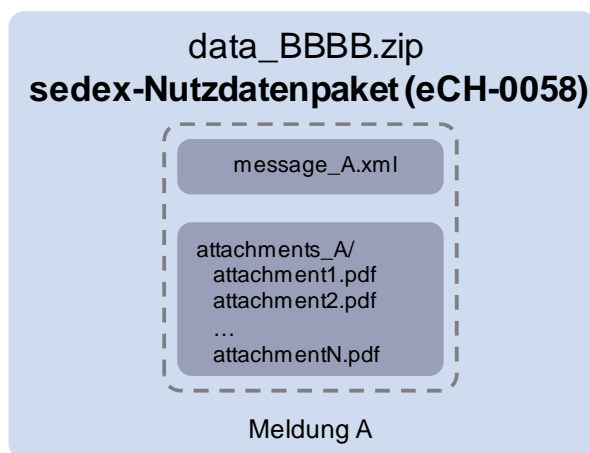 data_BBBB.zip
sedex-Nutzdatenpaket (eCH-0058)
message_A.xml
attachments_A/
attachment1.pdf
attachment2.pdf
…
attachmentN.pdf
Meldung A